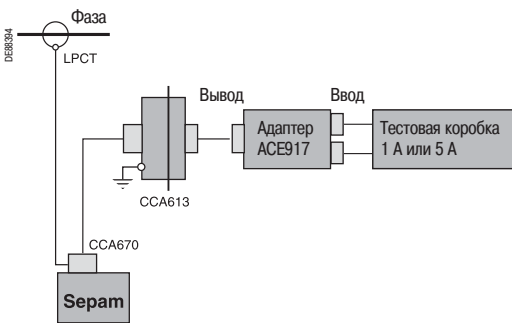 Фаза
DE88394
LPCT
Вывод
Ввод
Адаптер
ACE917
Тестовая коробка
1 А или 5 А
CCA613
CCA670
Sepam